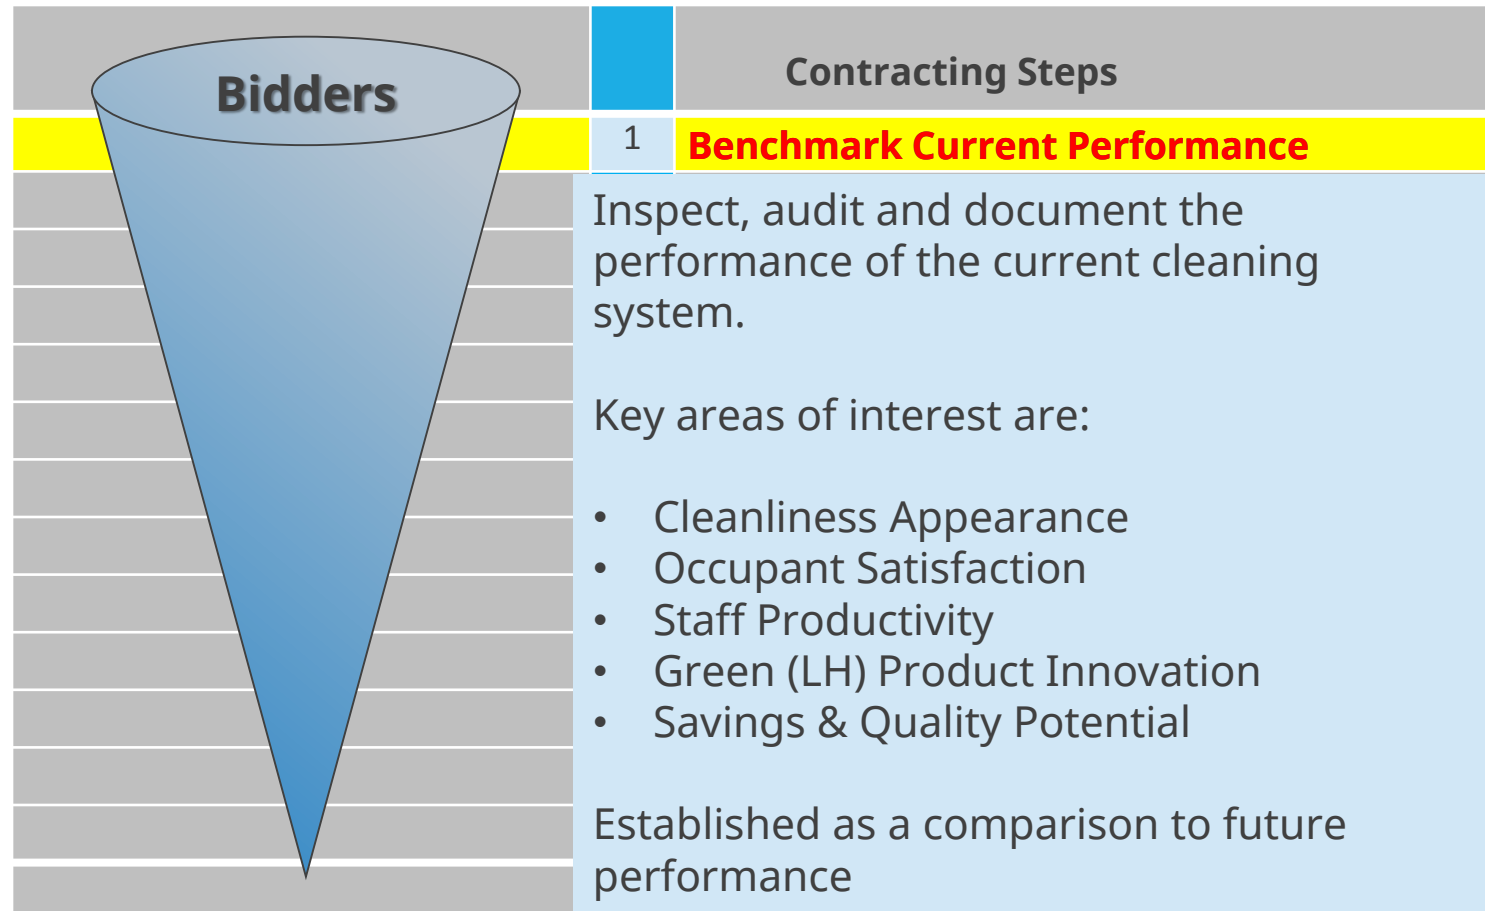 Bidders
Contracting Steps
1
Benchmark Current Performance
Inspect, audit and document the
performance of the current cleaning
system.
Key areas of interest are:
• Cleanliness Appearance
• Occupant Satisfaction
• Staff Productivity
• Green (LH) Product Innovation
• Savings & Quality Potential
Established as a comparison to future
performance